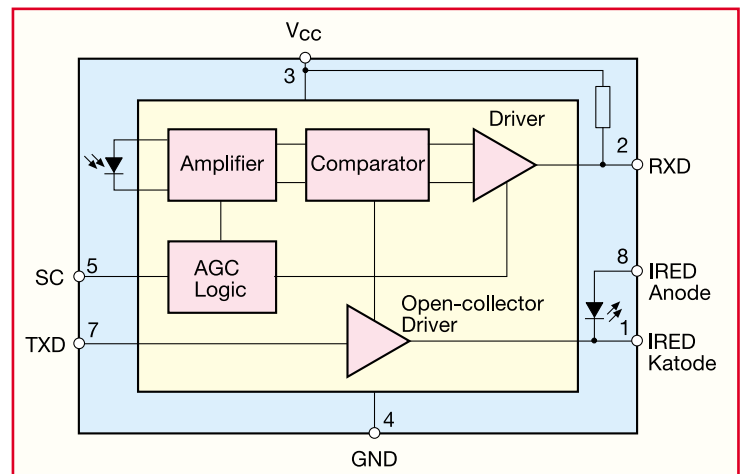 VCC
3
Driver
Amplifier
Comparator
2
RXD
SC
5
AGC
Logic
8
IRED
Anode
Open-collector
Driver
TXD
7
1
IRED
Katode
4
GND